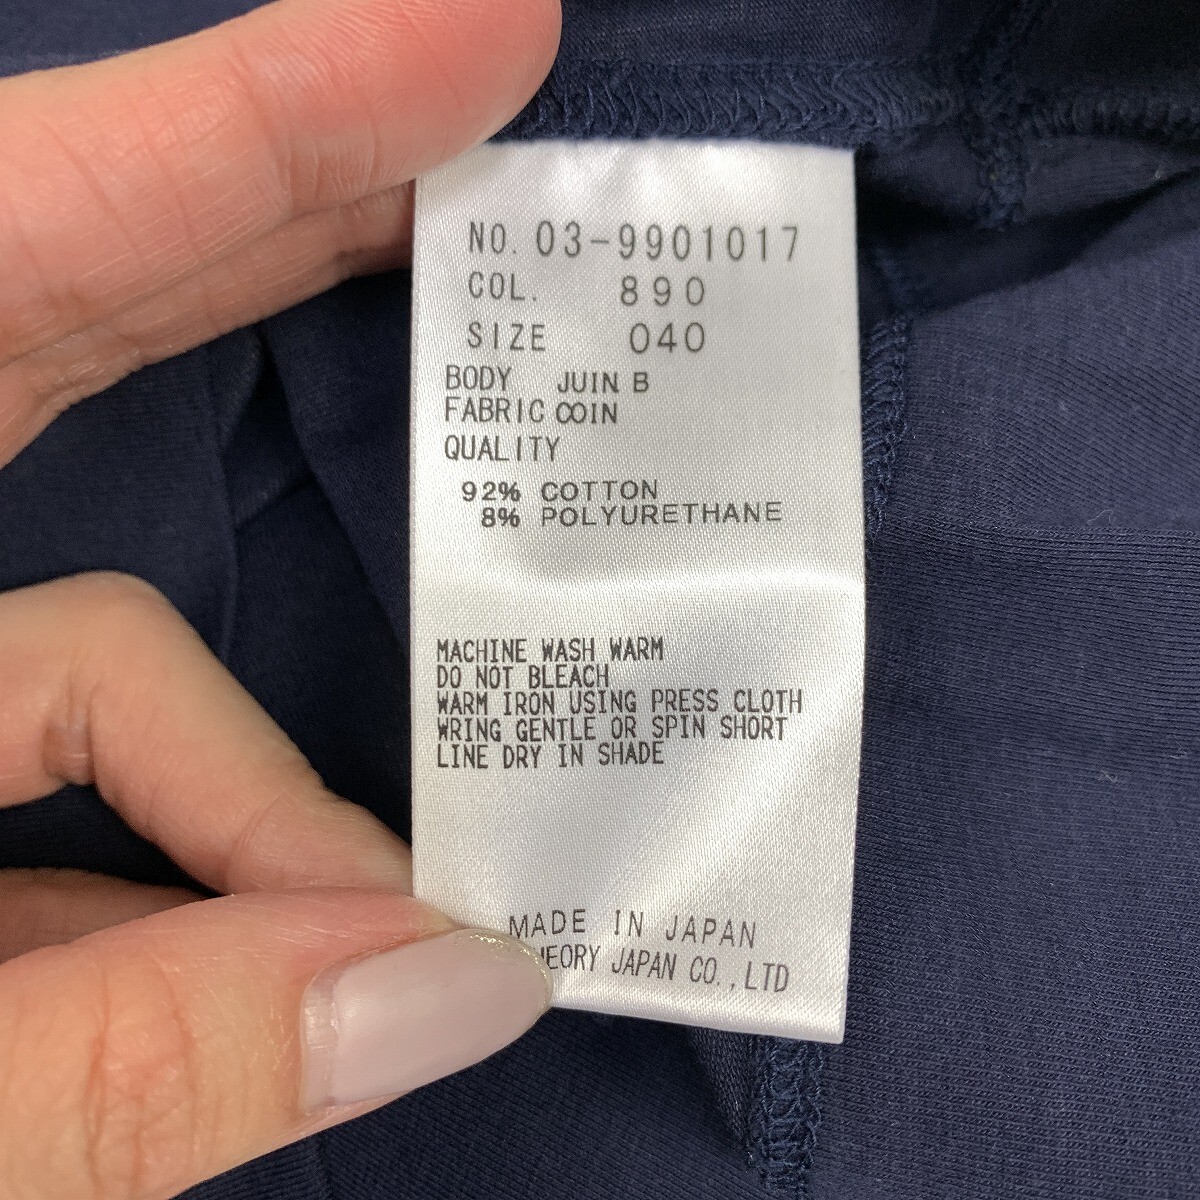 NO. 03-9901017
COL. 890
SIZE 040
BODY JUIN B
FABRIC COIN
QUALITY
92% COTTON
8% POLYURETHANE
MACHINE WASH WARM
DO NOT BLEACH
WARM IRON USING PRESS CLOTH
WRING GENTLE OR SPIN SHORT
LINE DRY IN SHADE
MADE IN JAPAN
JAPAN CO.,LTD